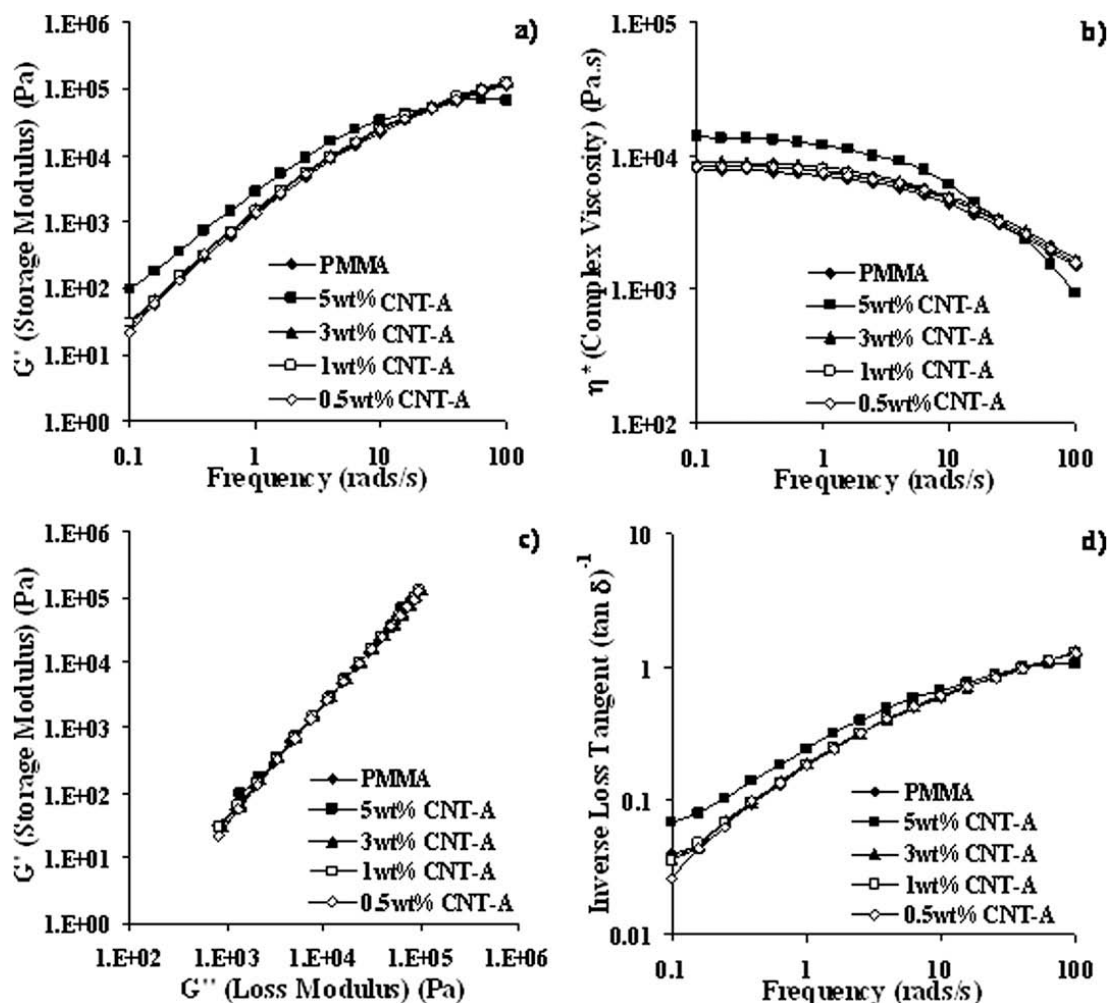 a)
G' (Storage Modulus) (Pa)
1.E+06
1.E+05
1.E+04
1.E+03
1.E+02
1.E+01
1.E+00
PMMA
5wt% CNT-A
3wt% CNT-A
1wt% CNT-A
0.5wt% CNT-A
0.1 1 10 100
Frequency (rads/s)
b)
η* (Complex Viscosity) (Pa.s)
1.E+05
1.E+04
1.E+03
1.E+02
PMMA
5wt% CNT-A
3wt% CNT-A
1wt% CNT-A
0.5wt% CNT-A
0.1 1 10 100
Frequency (rads/s)
c)
G' (Storage Modulus) (Pa)
1.E+06
1.E+05
1.E+04
1.E+03
1.E+02
1.E+01
1.E+00
PMMA
5wt% CNT-A
3wt% CNT-A
1wt% CNT-A
0.5wt% CNT-A
1.E+02 1.E+03 1.E+04 1.E+05 1.E+06
G'' (Loss Modulus) (Pa)
d)
Inverse Loss Tangent (tan δ)-1
10
1
0.1
0.01
PMMA
5wt% CNT-A
3wt% CNT-A
1wt% CNT-A
0.5wt% CNT-A
0.1 1 10 100
Frequency (rads/s)